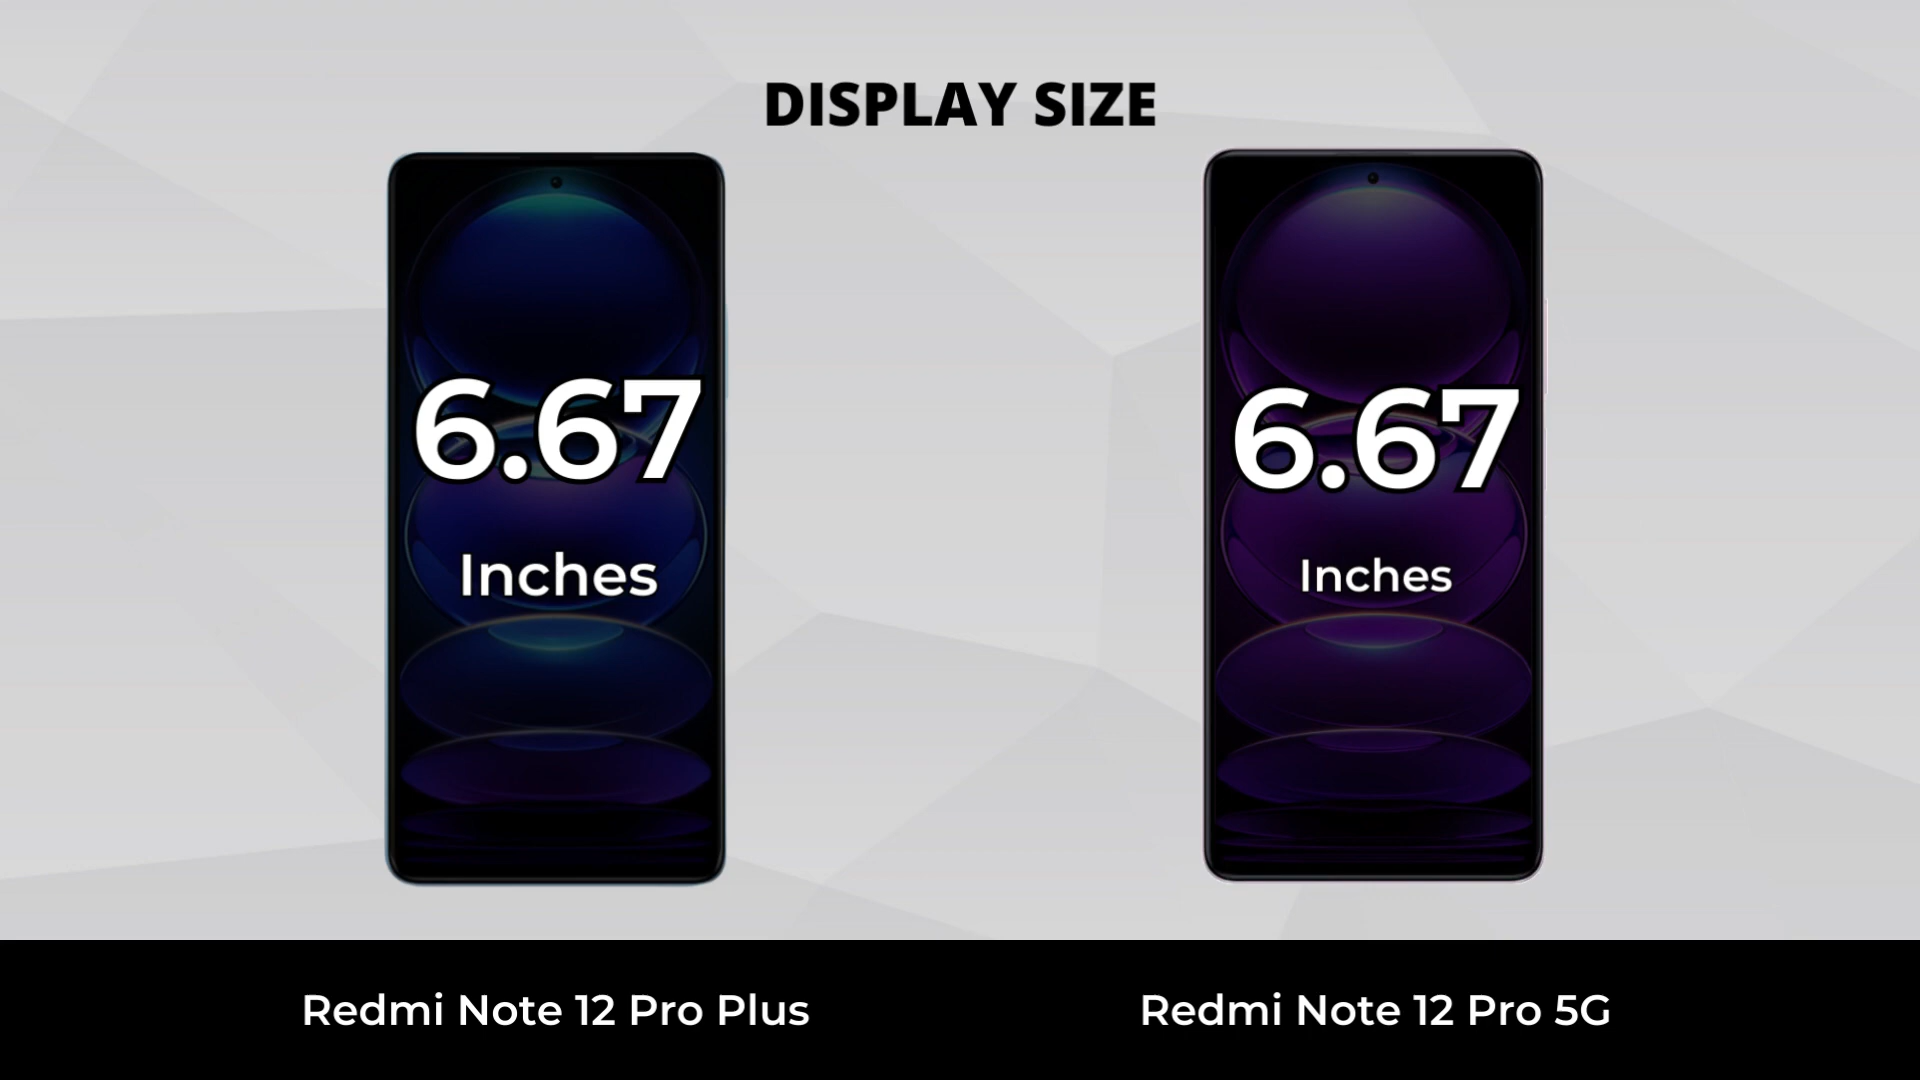 DISPLAY SIZE
6.67
Inches
6.67
Inches
Redmi Note 12 Pro Plus
Redmi Note 12 Pro 5G